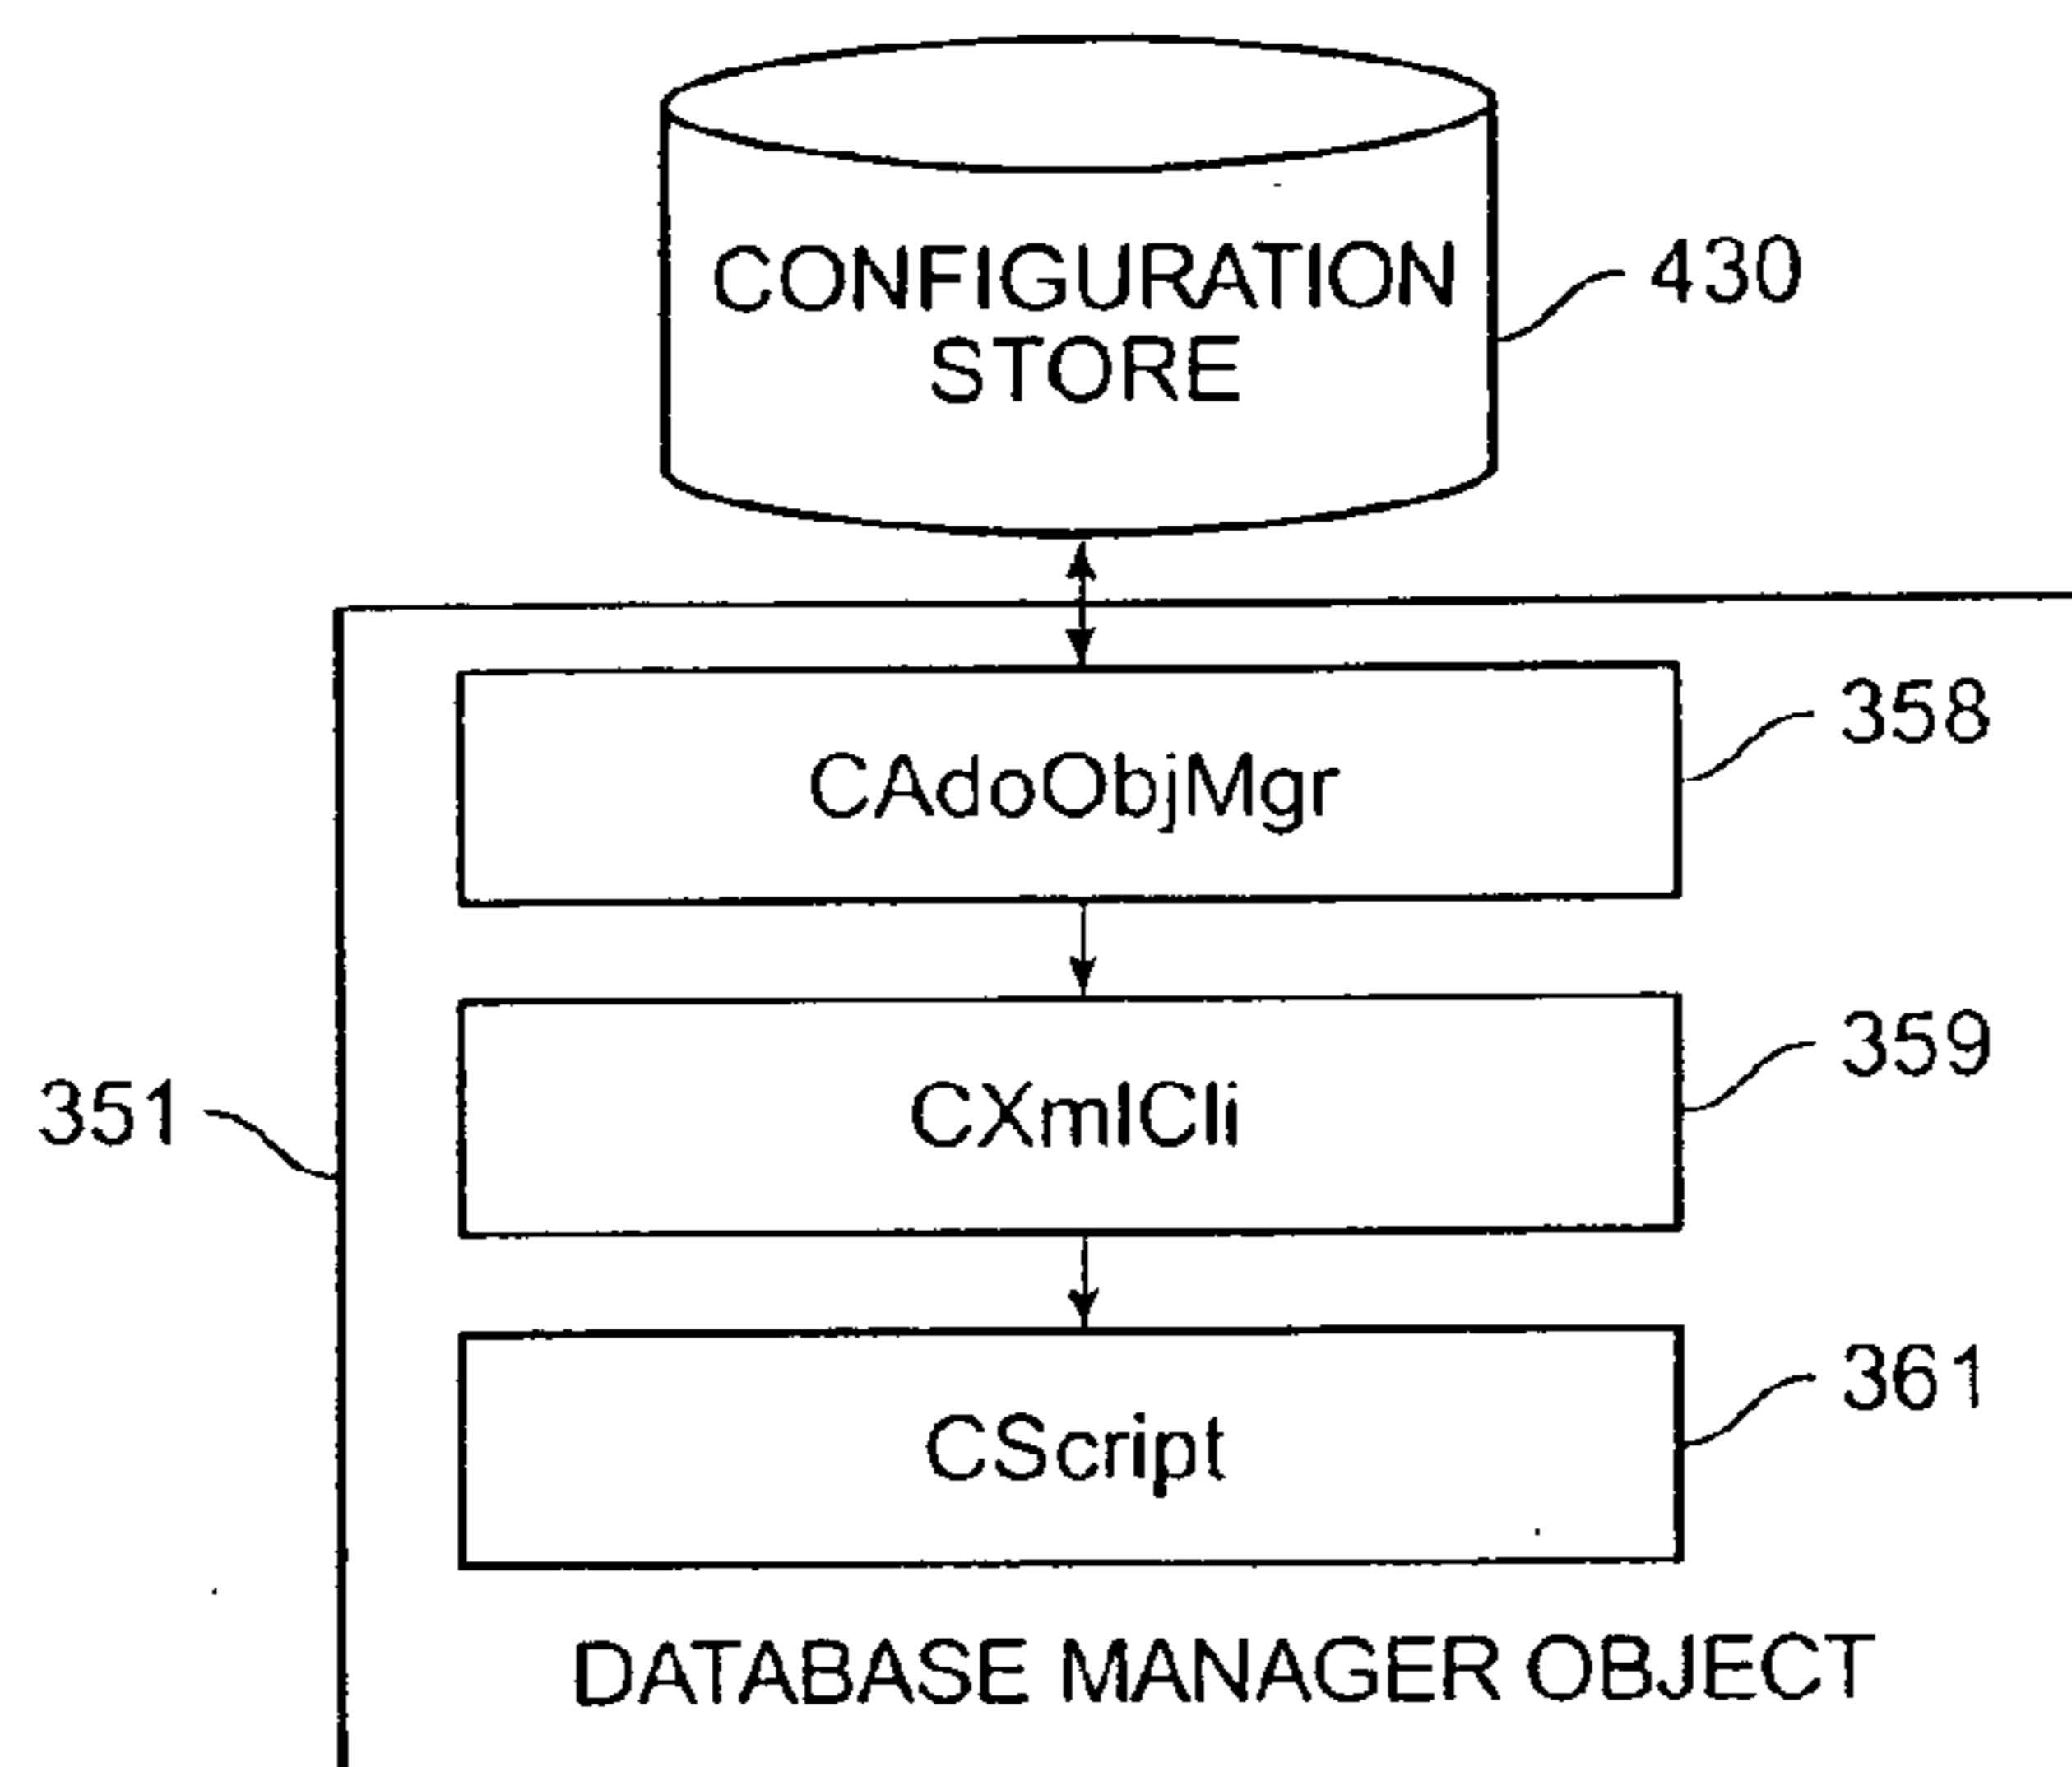 CONFIGURATION
STORE
430
358
CAdoObjMgr
359
CXmlCli
351
361
CScript
DATABASE MANAGER OBJECT